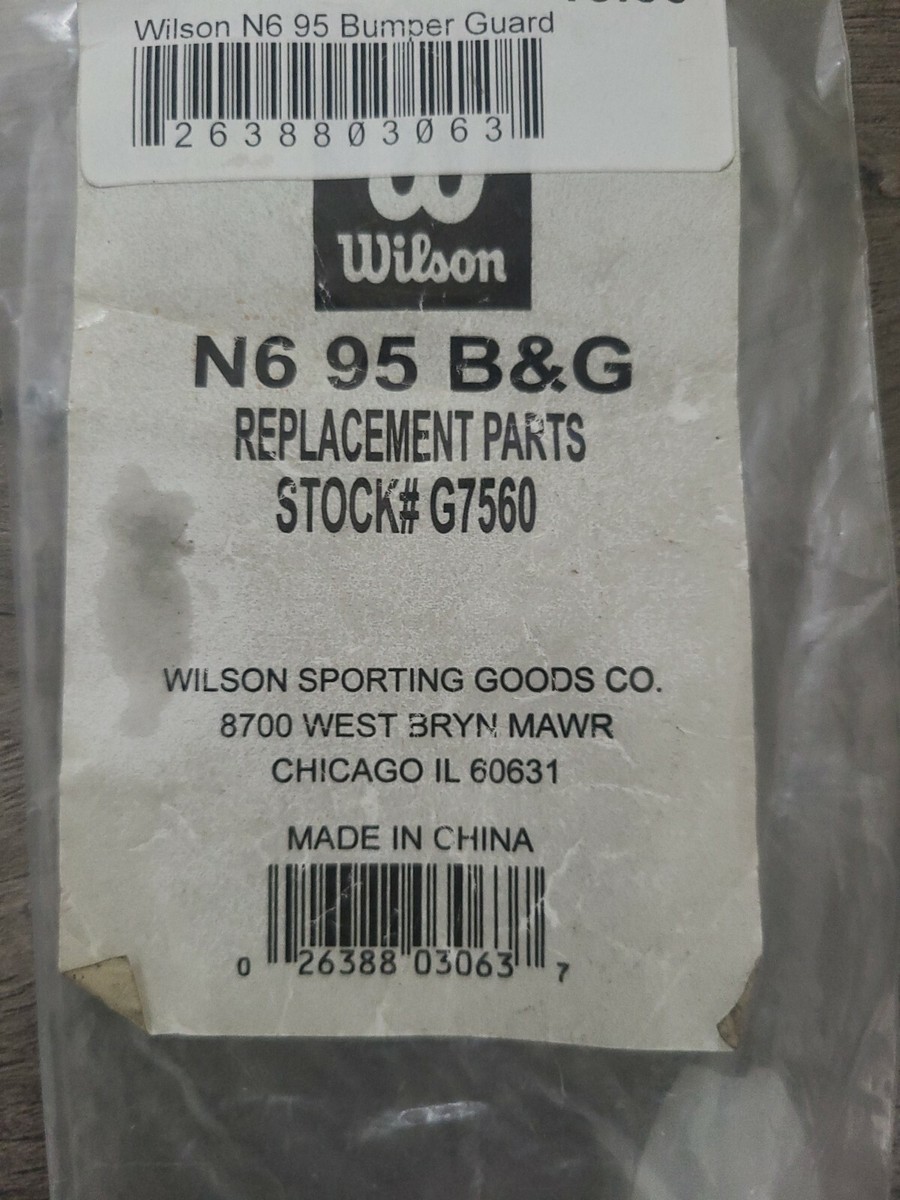 Wilson N6 95 Bumper Guard
2638803063
Wilson
N6 95 B&G
REPLACEMENT PARTS
STOCK# G7560
WILSON SPORTING GOODS CO.
8700 WEST BRYN MAWR
CHICAGO IL 60631
MADE IN CHINA
0 26388 03063 7